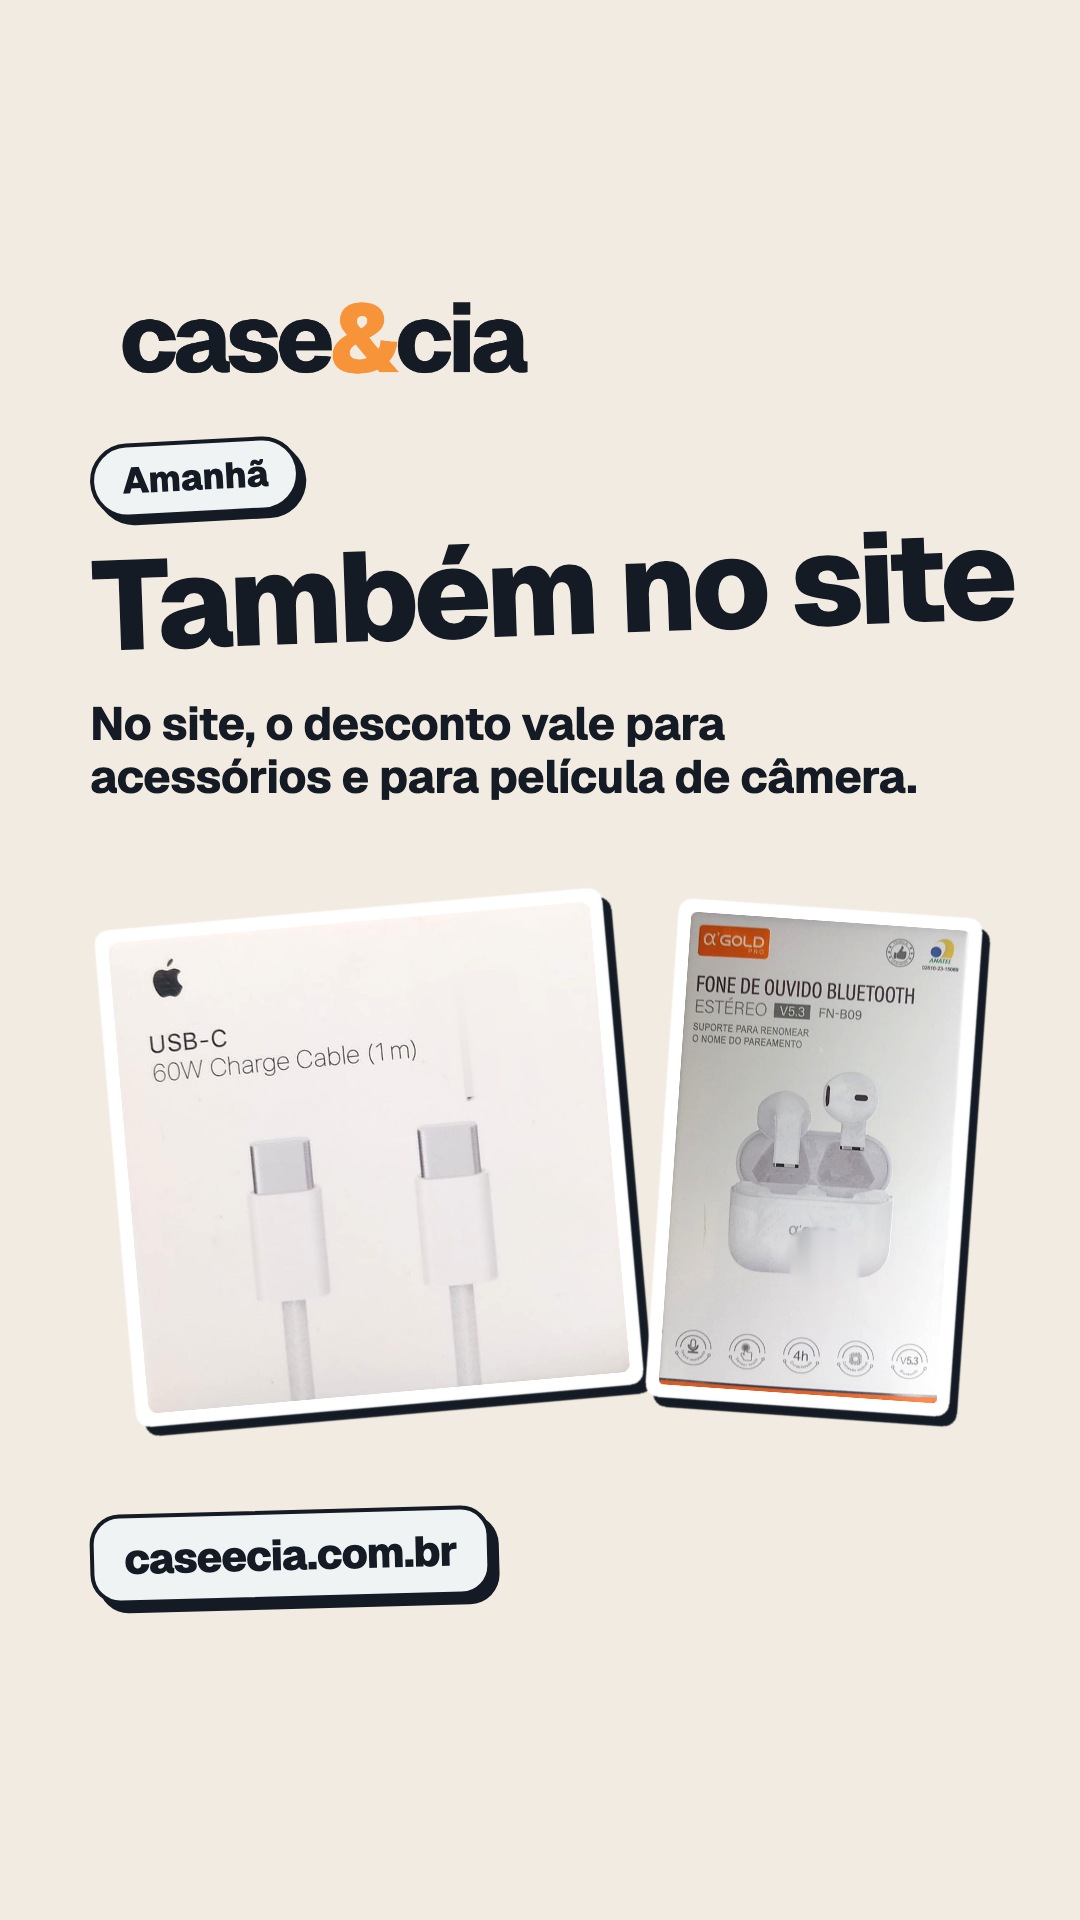 case&cia
Amanhã
Também no site
No site, o desconto vale para
acessórios e para película de câmera.
USB-C
60W Charge Cable (1 m)
α'GOLD
PRO
ANATEL
FONE DE OUVIDO BLUETOOTH
ESTÉREO V5.3 FN-B09
SUPORTE PARA RENOMEAR
O NOME DO PAREAMENTO
4h
V5.3
caseecia.com.br